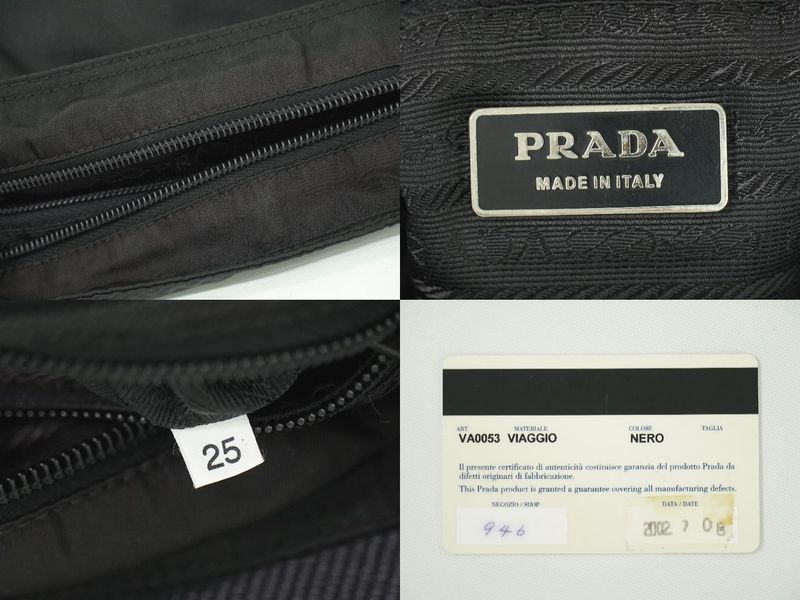 PRADA
MADE IN ITALY
25
ART. MATERIALE COLORE TAGLIA
VA0053 VIAGGIO NERO
Il presente certificato di autenticità costituisce garanzia del prodotto Prada da
difetti originari di fabbricazione.
This Prada product is granted a guarantee covering all manufacturing defects.
NEGOZIO / SHOP DATA / DATE
946 2002 7 08